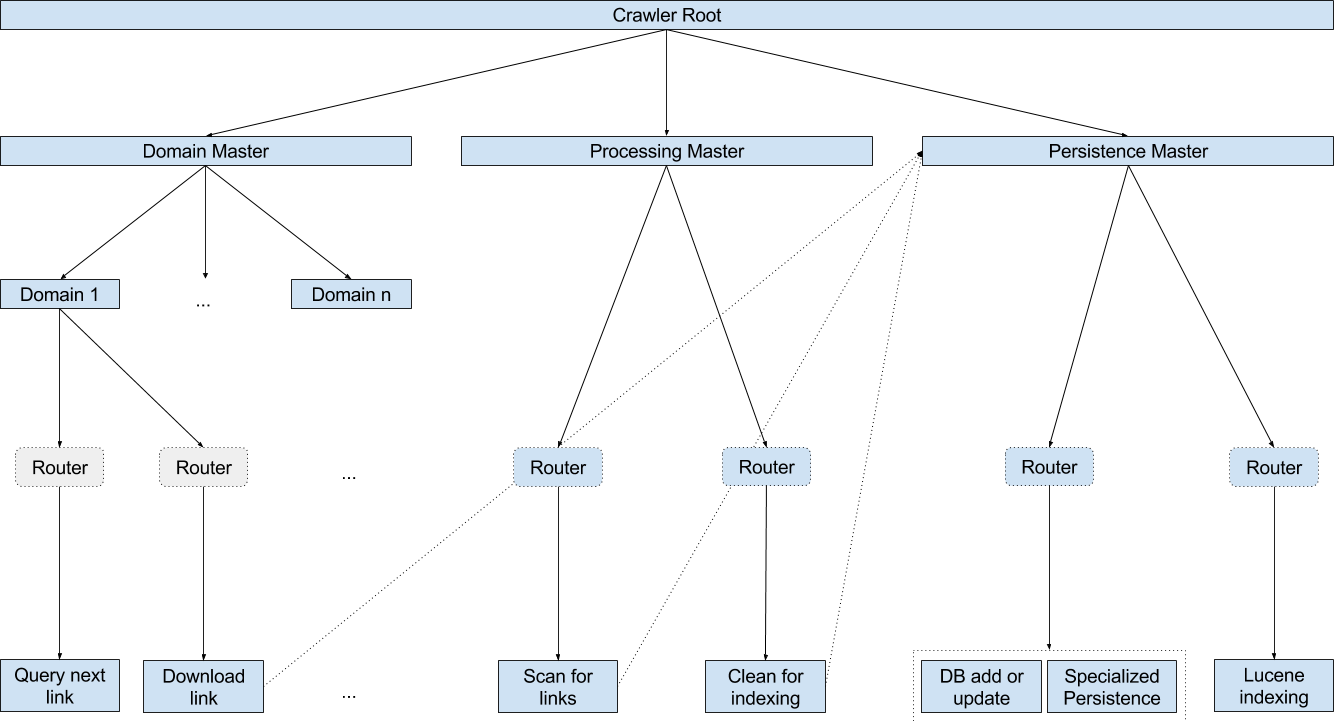 Crawler Root
Domain Master
Processing Master
Persistence Master
Domain 1
...
Domain n
Router
Router
...
Router
Router
Router
Router
Query next
link
Download
link
...
Scan for
links
Clean for
indexing
DB add or
update
Specialized
Persistence
Lucene
indexing